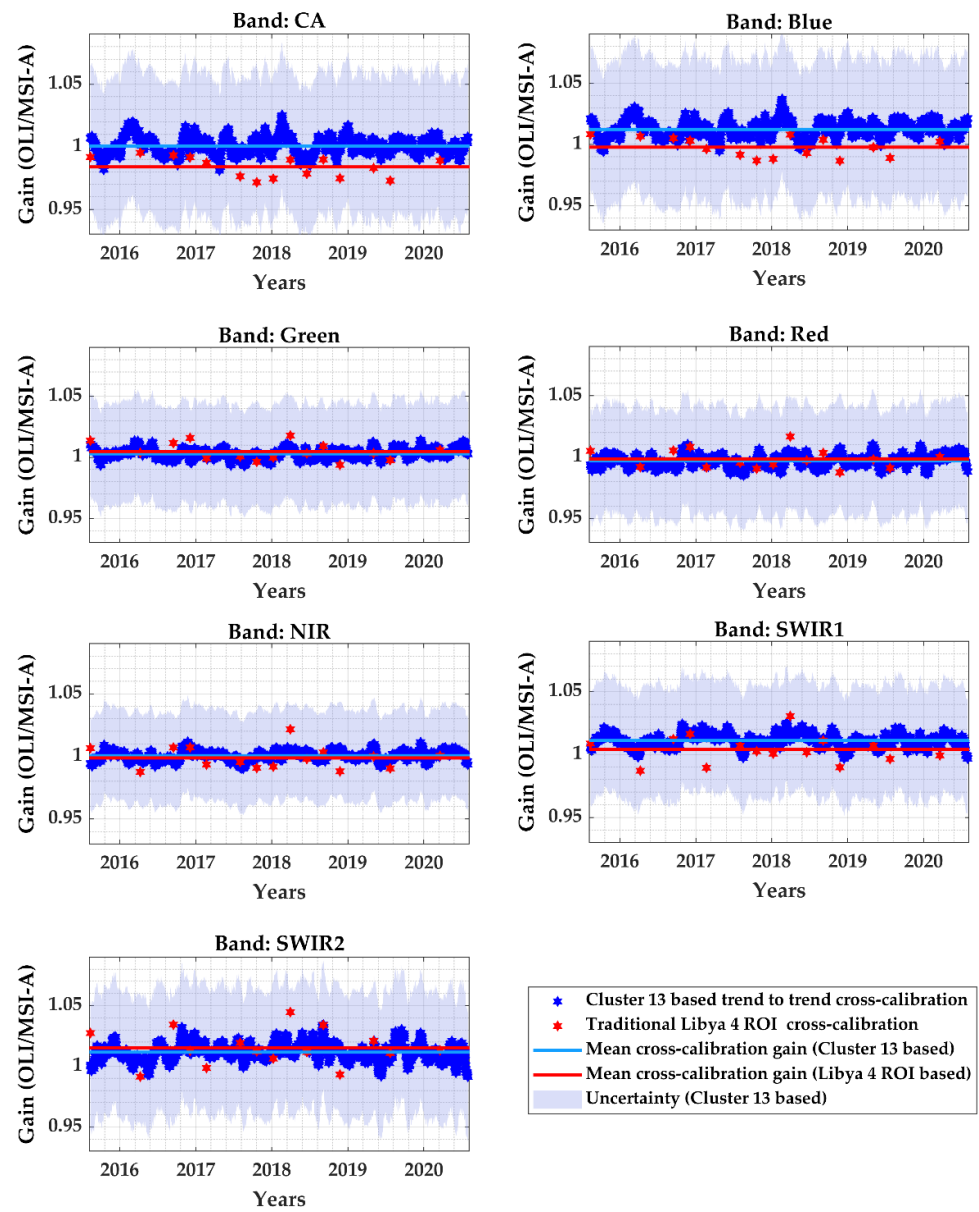 Band: CA
Gain (OLI/MSI-A)
1.05
1
0.95
2016 2017 2018 2019 2020
Years
Band: Blue
Gain (OLI/MSI-A)
1.05
1
0.95
2016 2017 2018 2019 2020
Years
Band: Green
Gain (OLI/MSI-A)
1.05
1
0.95
2016 2017 2018 2019 2020
Years
Band: Red
Gain (OLI/MSI-A)
1.05
1
0.95
2016 2017 2018 2019 2020
Years
Band: NIR
Gain (OLI/MSI-A)
1.05
1
0.95
2016 2017 2018 2019 2020
Years
Band: SWIR1
Gain (OLI/MSI-A)
1.05
1
0.95
2016 2017 2018 2019 2020
Years
Band: SWIR2
Gain (OLI/MSI-A)
1.05
1
0.95
2016 2017 2018 2019 2020
Years
Cluster 13 based trend to trend cross-calibration
Traditional Libya 4 ROI cross-calibration
Mean cross-calibration gain (Cluster 13 based)
Mean cross-calibration gain (Libya 4 ROI based)
Uncertainty (Cluster 13 based)